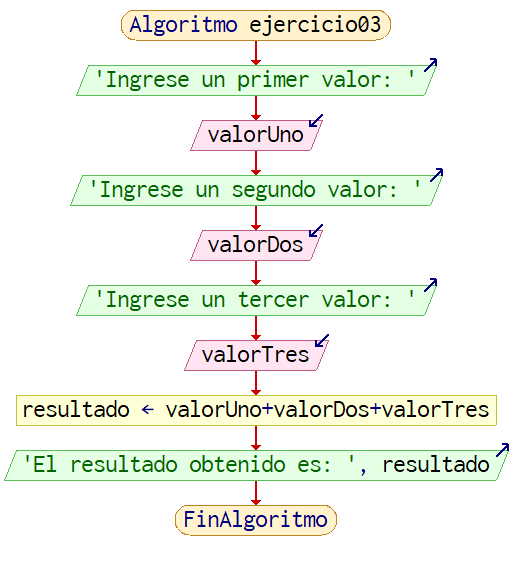 Algoritmo ejercicio03
'Ingrese un primer valor: '
valorUno
'Ingrese un segundo valor: '
valorDos
'Ingrese un tercer valor: '
valorTres
resultado ← valorUno+valorDos+valorTres
'El resultado obtenido es: ', resultado
FinAlgoritmo